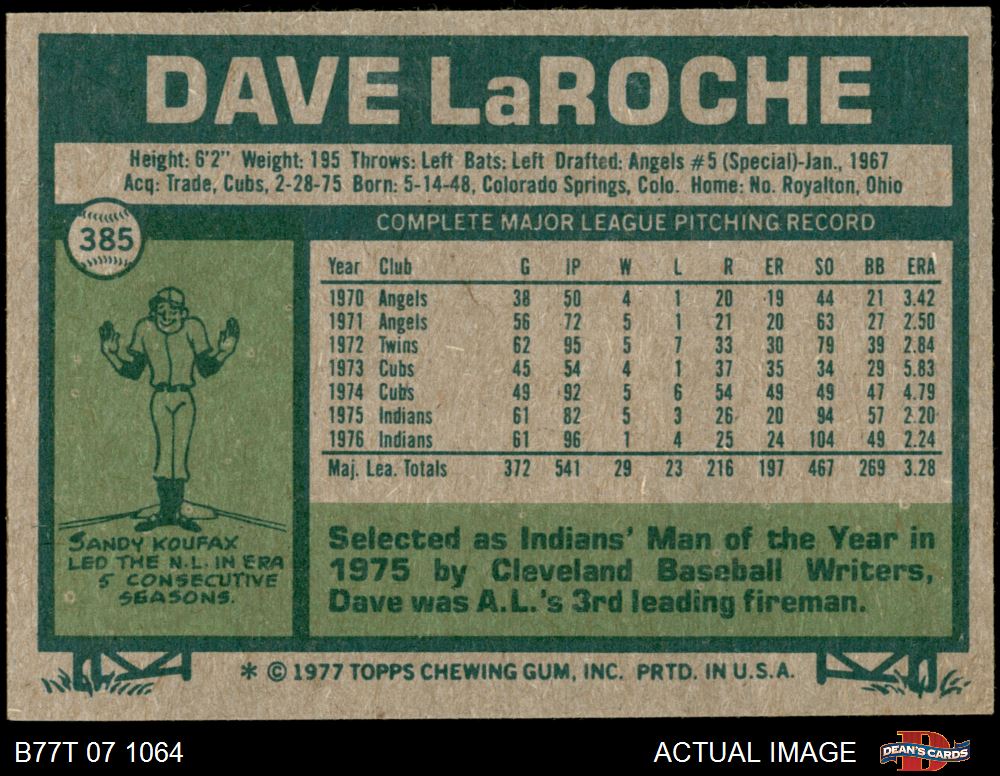 DAVE LaROCHE
Height: 6'2" Weight: 195 Throws: Left Bats: Left Drafted: Angels #5 (Special)-Jan., 1967
Acq: Trade, Cubs, 2-28-75 Born: 5-14-48, Colorado Springs, Colo. Home: No. Royalton, Ohio
385
COMPLETE MAJOR LEAGUE PITCHING RECORD
Year Club G IP W L R ER SO BB ERA
1970 Angels 38 50 4 1 20 19 44 21 3.42
1971 Angels 56 72 5 1 21 20 63 27 2.50
1972 Twins 62 95 5 7 33 30 79 39 2.84
1973 Cubs 45 54 4 1 37 35 34 29 5.83
1974 Cubs 49 92 5 6 54 49 49 47 4.79
1975 Indians 61 82 5 3 26 20 94 57 2.20
1976 Indians 61 96 1 4 25 24 104 49 2.24
Maj. Lea. Totals 372 541 29 23 216 197 467 269 3.28
SANDY KOUFAX
LED THE N.L. IN ERA
5 CONSECUTIVE
SEASONS.
Selected as Indians' Man of the Year in
1975 by Cleveland Baseball Writers,
Dave was A.L.'s 3rd leading fireman.
* © 1977 TOPPS CHEWING GUM, INC. PRTD. IN U.S.A.
B77T 07 1064
ACTUAL IMAGE
DEAN'S CARDS